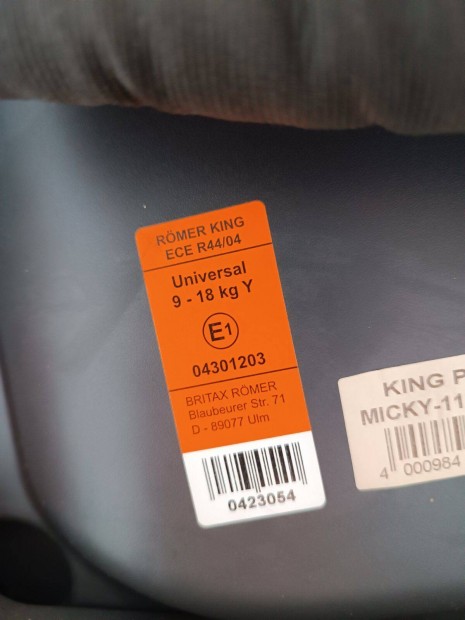 RÖMER KING
ECE R44/04
Universal
9 - 18 kg Y
E1
04301203
BRITAX RÖMER
Blaubeurer Str. 71
D - 89077 Ulm
0423054
KING P
MICKY-11
4 000984